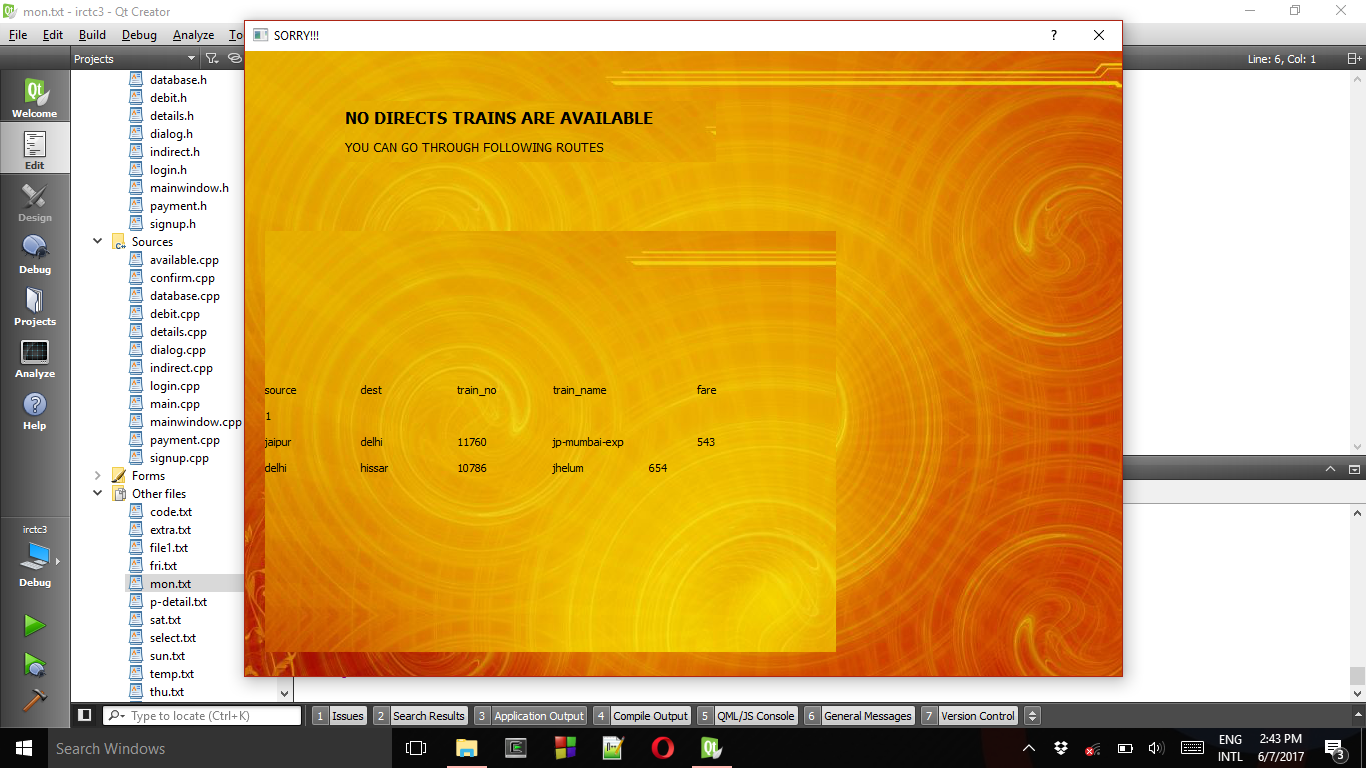 mon.txt - irctc3 - Qt Creator
File Edit Build Debug Analyze To
Projects
Line: 6, Col: 1
Welcome
Edit
Design
Debug
Projects
Analyze
Help
irctc3
Debug
database.h
debit.h
details.h
dialog.h
indirect.h
login.h
mainwindow.h
payment.h
signup.h
Sources
available.cpp
confirm.cpp
database.cpp
debit.cpp
details.cpp
dialog.cpp
indirect.cpp
login.cpp
main.cpp
mainwindow.cpp
payment.cpp
signup.cpp
Forms
Other files
code.txt
extra.txt
file1.txt
fri.txt
mon.txt
p-detail.txt
sat.txt
select.txt
sun.txt
temp.txt
thu.txt
SORRY!!!
?
NO DIRECTS TRAINS ARE AVAILABLE
YOU CAN GO THROUGH FOLLOWING ROUTES
source dest train_no train_name fare
1
jaipur delhi 11760 jp-mumbai-exp 543
delhi hissar 10786 jhelum 654
Type to locate (Ctrl+K) 1 Issues 2 Search Results 3 Application Output 4 Compile Output 5 QML/JS Console 6 General Messages 7 Version Control
Search Windows
ENG
INTL
2:43 PM
6/7/2017
3